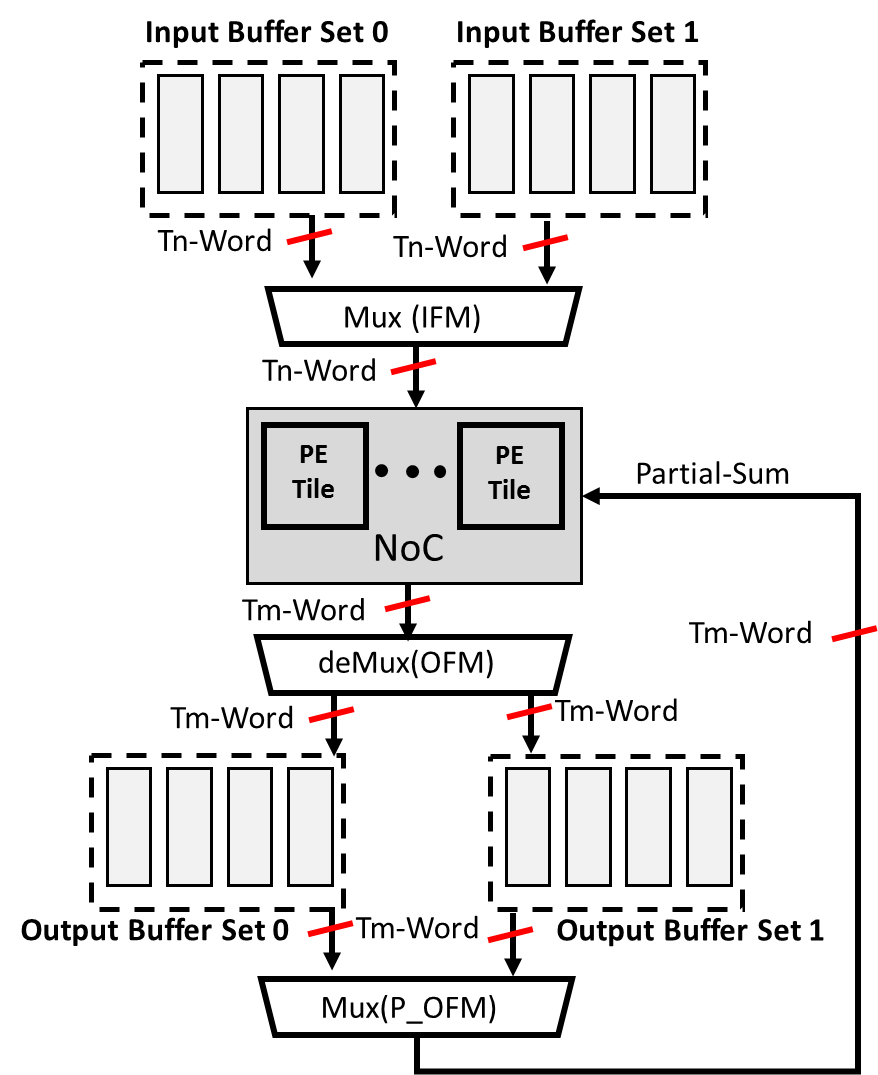 Input Buffer Set 0
Input Buffer Set 1
Tn-Word
Tn-Word
Mux (IFM)
Tn-Word
PE
Tile
PE
Tile
Partial-Sum
NoC
Tm-Word
Tm-Word
deMux(OFM)
Tm-Word
Tm-Word
Output Buffer Set 0
Tm-Word
Output Buffer Set 1
Mux(P_OFM)